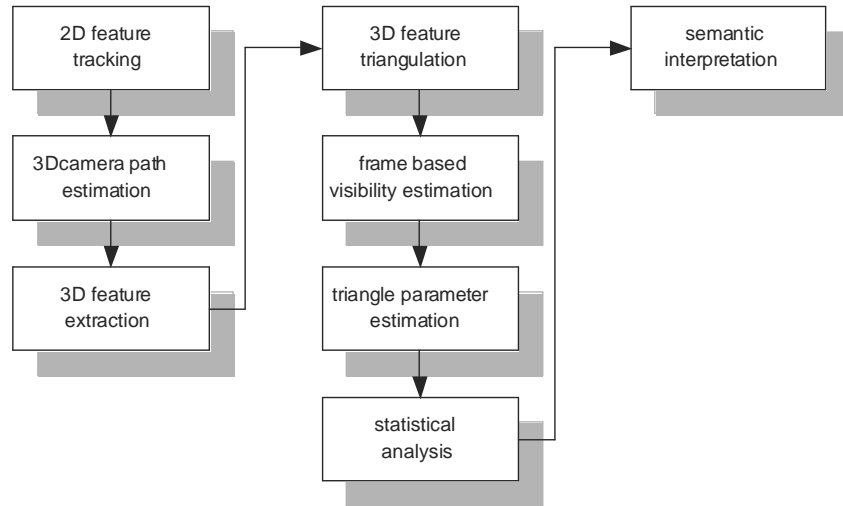 2D feature
tracking
3Dcamera path
estimation
3D feature
extraction
3D feature
triangulation
frame based
visibility estimation
triangle parameter
estimation
statistical
analysis
semantic
interpretation